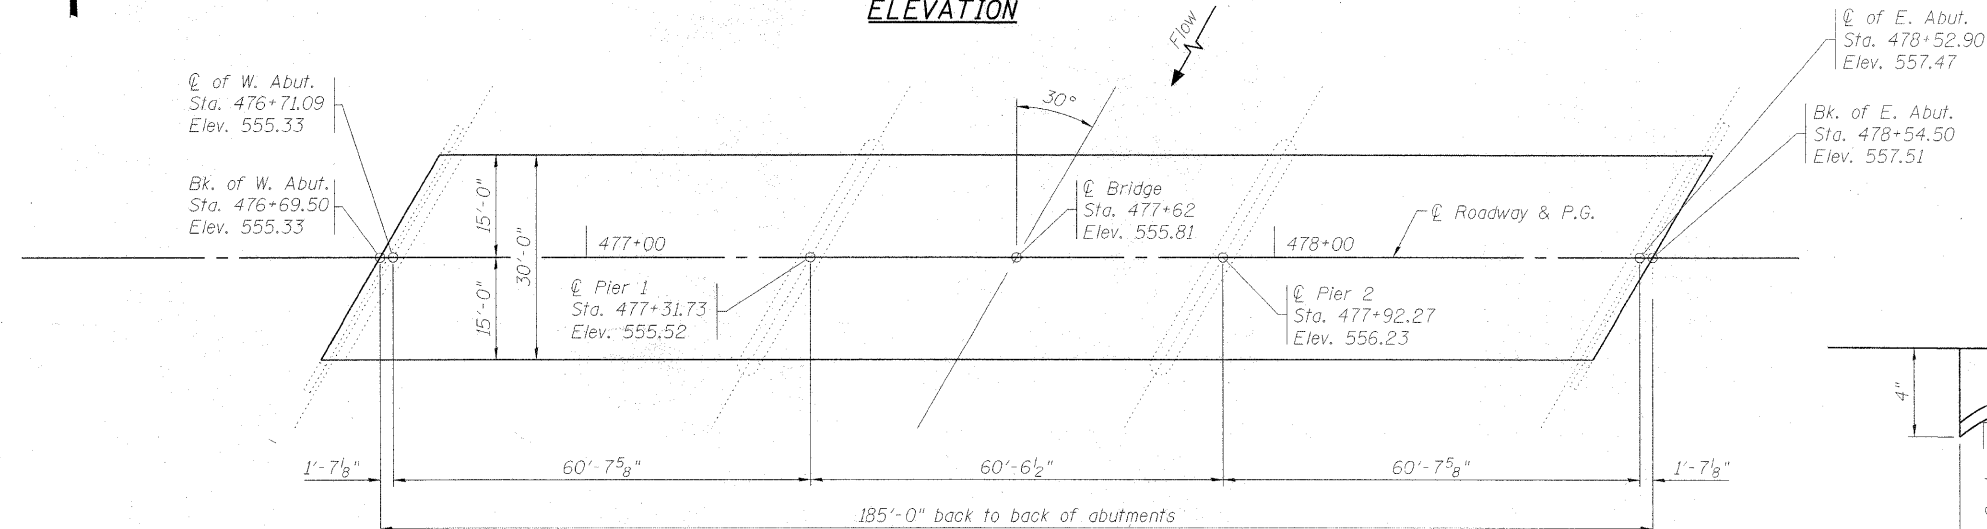 ELEVATION
Flow
℄ of W. Abut.
Sta. 476+71.09
Elev. 555.33
Bk. of W. Abut.
Sta. 476+69.50
Elev. 555.33
30°
℄ of E. Abut.
Sta. 478+52.90
Elev. 557.47
Bk. of E. Abut.
Sta. 478+54.50
Elev. 557.51
15'-0"
15'-0"
30'-0"
477+00
℄ Bridge
Sta. 477+62
Elev. 555.81
478+00
℄ Roadway & P.G.
℄ Pier 1
Sta. 477+31.73
Elev. 555.52
℄ Pier 2
Sta. 477+92.27
Elev. 556.23
4"
1'-7⅛"
60'-7⅝"
60'-6½"
60'-7⅝"
1'-7⅛"
185'-0" back to back of abutments